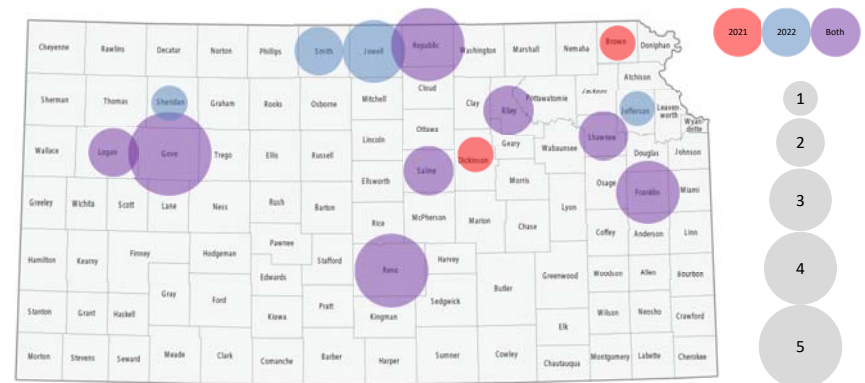 2021 2022 Both
Cheyenne Rawlins Decatur Norton Phillips Smith Jewell Republic Washington Marshall Nemaha Brown Doniphan
Atchison
Sherman Thomas Sheridan Graham Rooks Osborne Mitchell Cloud Clay Riley Pottawatomie Jefferson Leaven
worth
Wyan
dotte
Ottawa
Wallace Logan Gove Trego Ellis Russell Lincoln Saline Dickinson Geary Wabaunsee Shawnee Douglas Johnson
Ellsworth Morris Osage Franklin Miami
Greeley Wichita Scott Lane Ness Rush Barton Rice McPherson Marion Chase Lyon
Coffey Anderson Linn
Hamilton Kearny Finney Hodgeman Pawnee Stafford Reno Harvey
Edwards Sedgwick Butler Greenwood Woodson Allen Bourbon
Stanton Grant Haskell Gray Ford Kiowa Pratt Kingman Elk Wilson Neosho Crawford
Morton Stevens Seward Meade Clark Comanche Barber Harper Sumner Cowley Chautauqua Montgomery Labette Cherokee
1
2
3
4
5